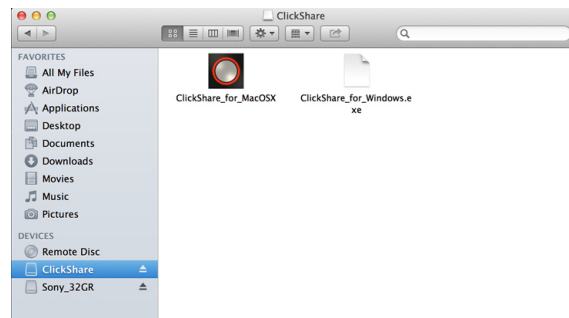 ClickShare
FAVORITES
All My Files
AirDrop
Applications
Desktop
Documents
Downloads
Movies
Music
Pictures
DEVICES
Remote Disc
ClickShare
Sony_32GR
ClickShare_for_MacOSX
ClickShare_for_Windows.e
xe